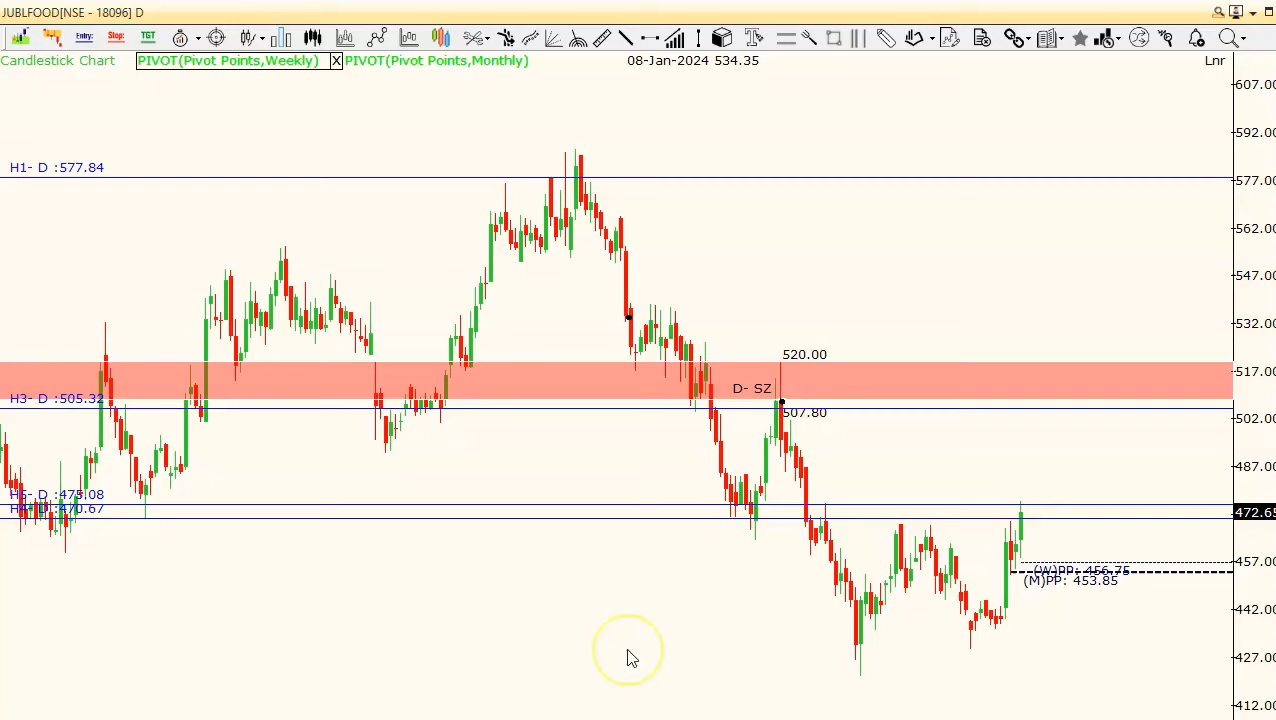 JUBLFOOD[NSE - 18096] D
Entry: Stop: TGT
Candlestick Chart PIVOT(Pivot Points,Weekly) X PIVOT(Pivot Points,Monthly) 08-Jan-2024 534.35 Lnr
607.00
592.00
H1- D :577.84
577.00
562.00
547.00
532.00
520.00
517.00
D- SZ
H3- D :505.32
507.80
502.00
487.00
H5- D :475.08
H4- D :470.67
472.65
457.00
(W)PP: 456.75
(M)PP: 453.85
442.00
427.00
412.00